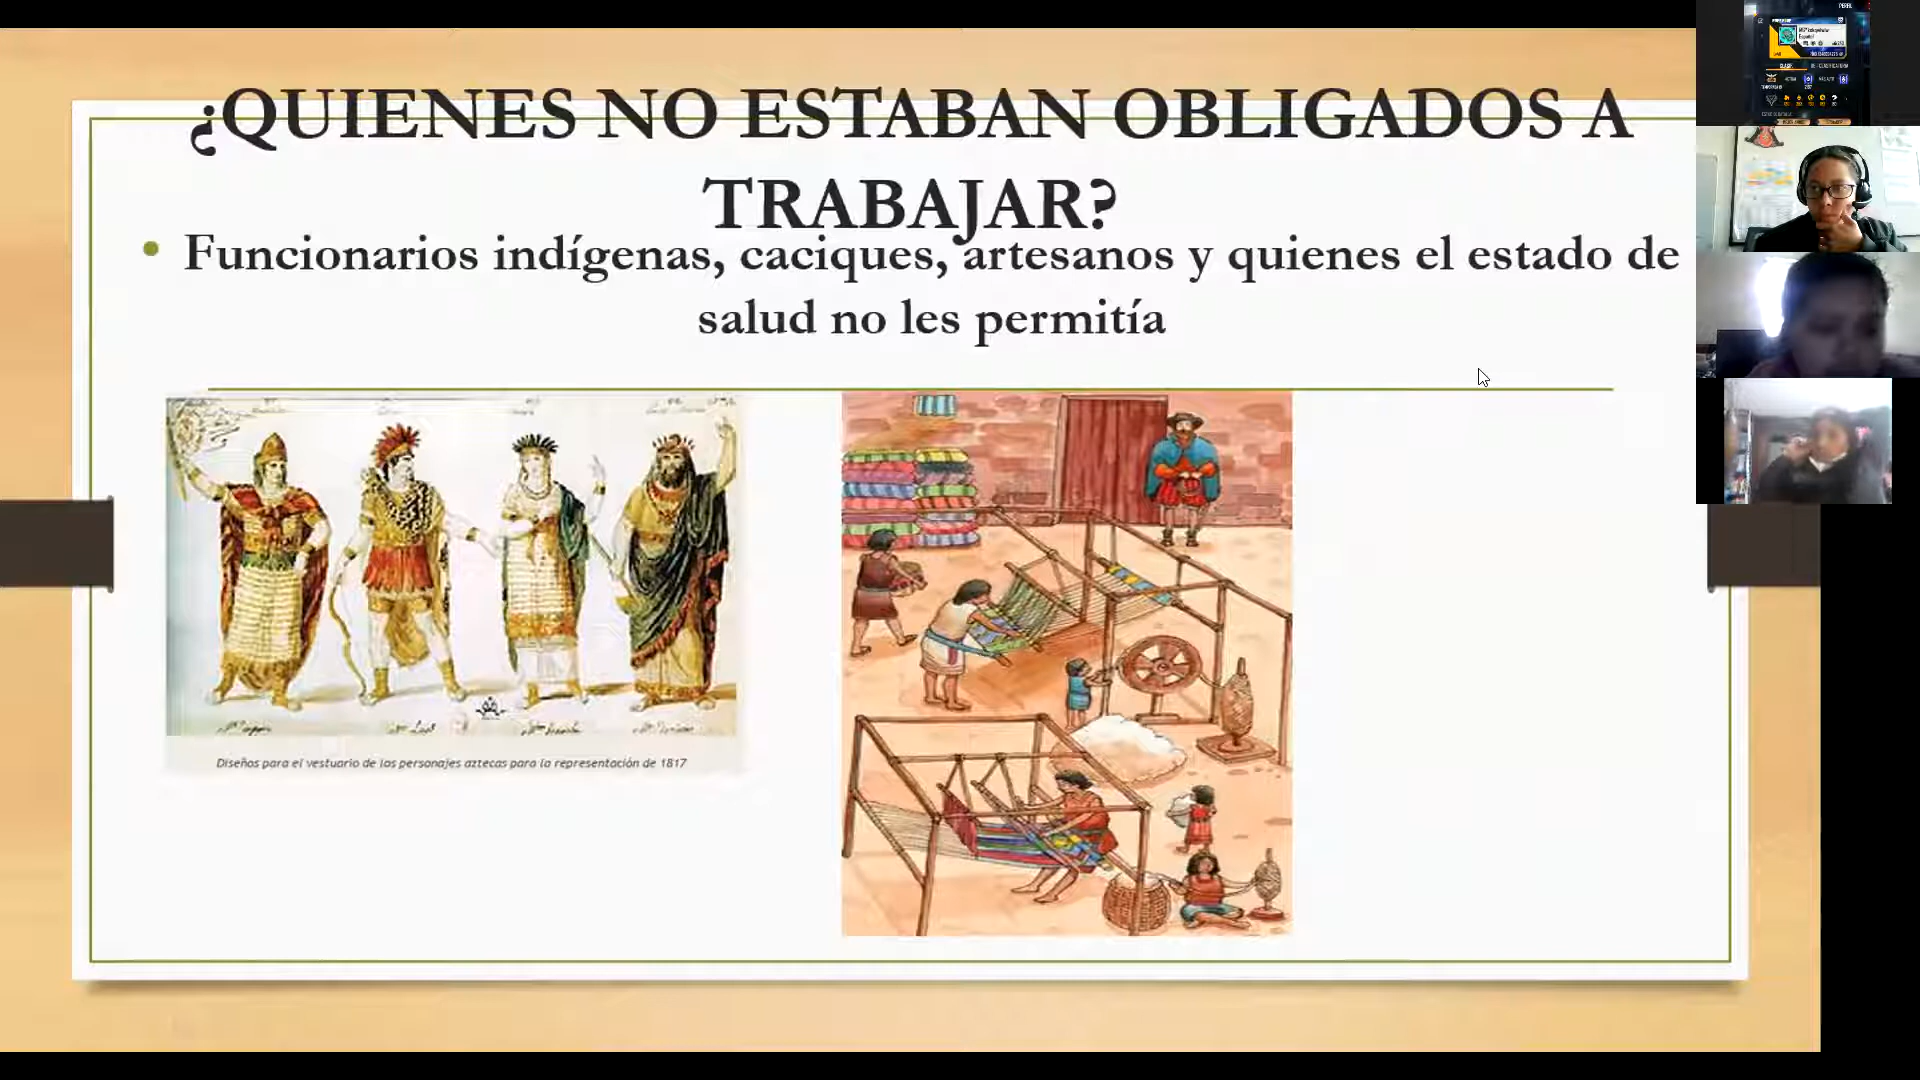 ¿QUIENES NO ESTABAN OBLIGADOS A
TRABAJAR?
• Funcionarios indígenas, caciques, artesanos y quienes el estado de
salud no les permitía
Diseños para el vestuario de los personajes aztecas para la representación de 1817
PERFIL